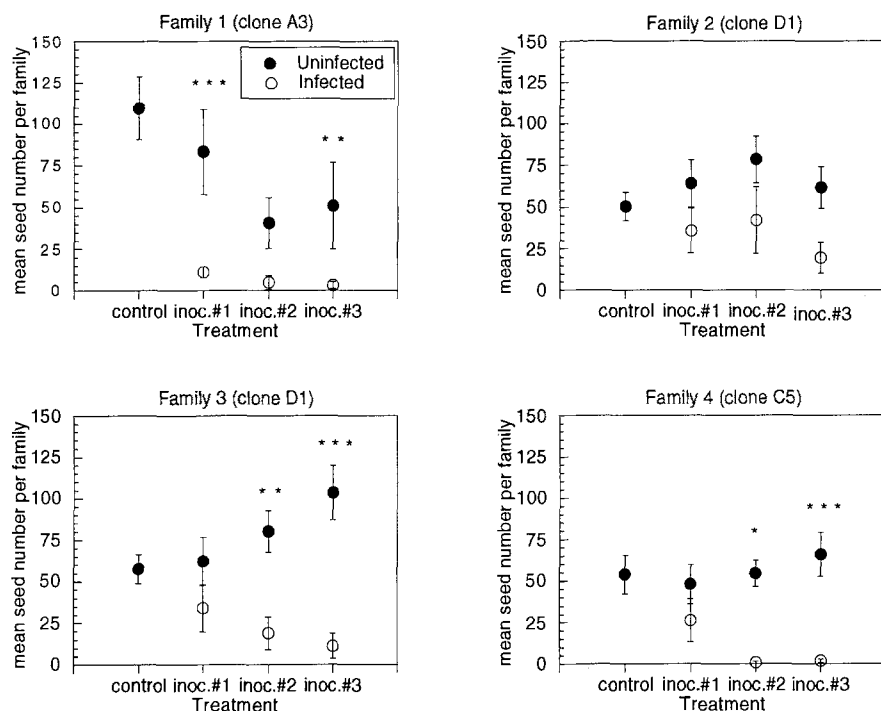 Family 1 (clone A3)
mean seed number per family
150
125
100
75
50
25
0
Uninfected
Infected
* * *
* *
control inoc.#1 inoc.#2 inoc.#3
Treatment
Family 2 (clone D1)
mean seed number per family
150
125
100
75
50
25
0
control inoc.#1 inoc.#2 inoc.#3
Treatment
Family 3 (clone D1)
mean seed number per family
150
125
100
75
50
25
0
* *
* * *
control inoc.#1 inoc.#2 inoc.#3
Treatment
Family 4 (clone C5)
mean seed number per family
150
125
100
75
50
25
0
*
* * *
control inoc.#1 inoc.#2 inoc.#3
Treatment